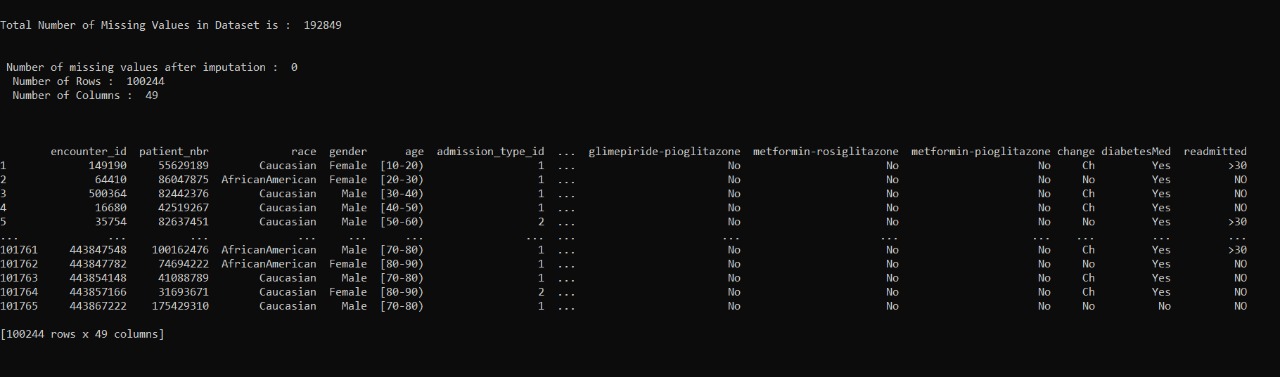 Total Number of Missing Values in Dataset is :  192849
Number of missing values after imputation :  0
Number of Rows :  100244
Number of Columns :  49
encounter_id  patient_nbr  race  gender  age  admission_type_id  ...  glimepiride-pioglitazone  metformin-rosiglitazone  metformin-pioglitazone  change  diabetesMed  readmitted
1  149190  55629189  Caucasian  Female  [10-20)  1  ...  No  No  No  Ch  Yes  >30
2  64410  86047875  AfricanAmerican  Female  [20-30)  1  ...  No  No  No  No  Yes  NO
3  500364  82442376  Caucasian  Male  [30-40)  1  ...  No  No  No  Ch  Yes  NO
4  16680  42519267  Caucasian  Male  [40-50)  1  ...  No  No  No  Ch  Yes  NO
5  35754  82637451  Caucasian  Male  [50-60)  2  ...  No  No  No  No  Yes  >30
...  ...  ...  ...  ...  ...  ...  ...  ...  ...  ...  ...  ...  ...
101761  443847548  100162476  AfricanAmerican  Male  [70-80)  1  ...  No  No  No  Ch  Yes  >30
101762  443847782  74694222  AfricanAmerican  Female  [80-90)  1  ...  No  No  No  No  Yes  NO
101763  443854148  41088789  Caucasian  Male  [70-80)  1  ...  No  No  No  Ch  Yes  NO
101764  443857166  31693671  Caucasian  Female  [80-90)  2  ...  No  No  No  Ch  Yes  NO
101765  443867222  175429310  Caucasian  Male  [70-80)  1  ...  No  No  No  No  No  NO
[100244 rows x 49 columns]